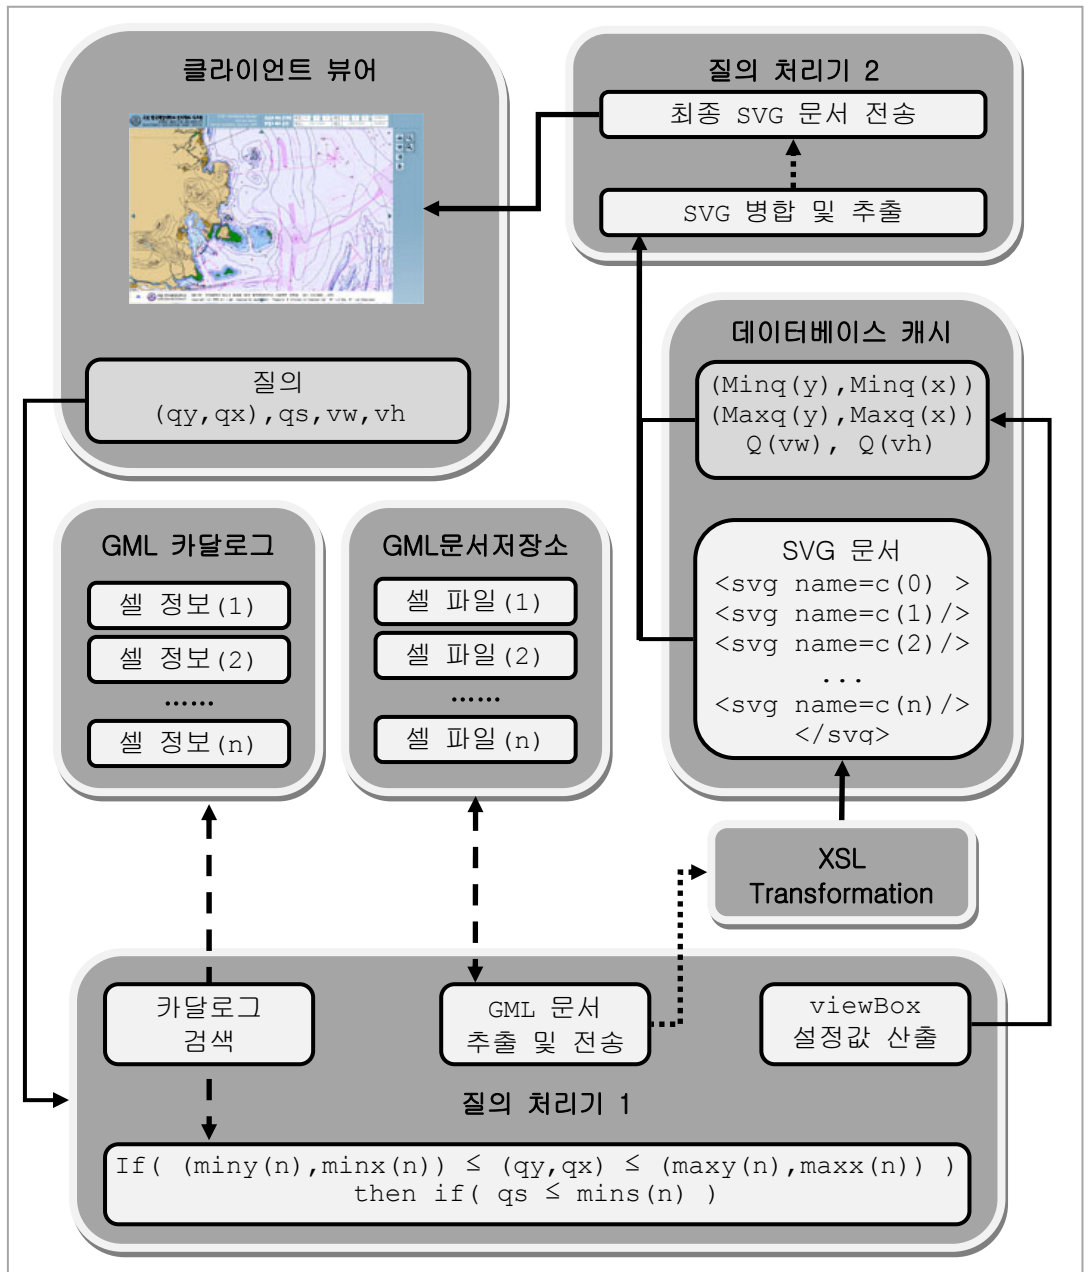 클라이언트 뷰어
질의
(qy,qx),qs,vw,vh
질의 처리기 2
최종 SVG 문서 전송
SVG 병합 및 추출
데이터베이스 캐시
(Minq(y),Minq(x))
(Maxq(y),Maxq(x))
Q(vw), Q(vh)
SVG 문서
<svg name=c(0) >
<svg name=c(1)/>
<svg name=c(2)/>
...
<svg name=c(n)/>
</svg>
GML 카달로그
셀 정보(1)
셀 정보(2)
……
셀 정보(n)
GML문서저장소
셀 파일(1)
셀 파일(2)
……
셀 파일(n)
XSL
Transformation
카달로그
검색
GML 문서
추출 및 전송
viewBox
설정값 산출
질의 처리기 1
If( (miny(n),minx(n)) ≤ (qy,qx) ≤ (maxy(n),maxx(n)) )
then if( qs ≤ mins(n) )